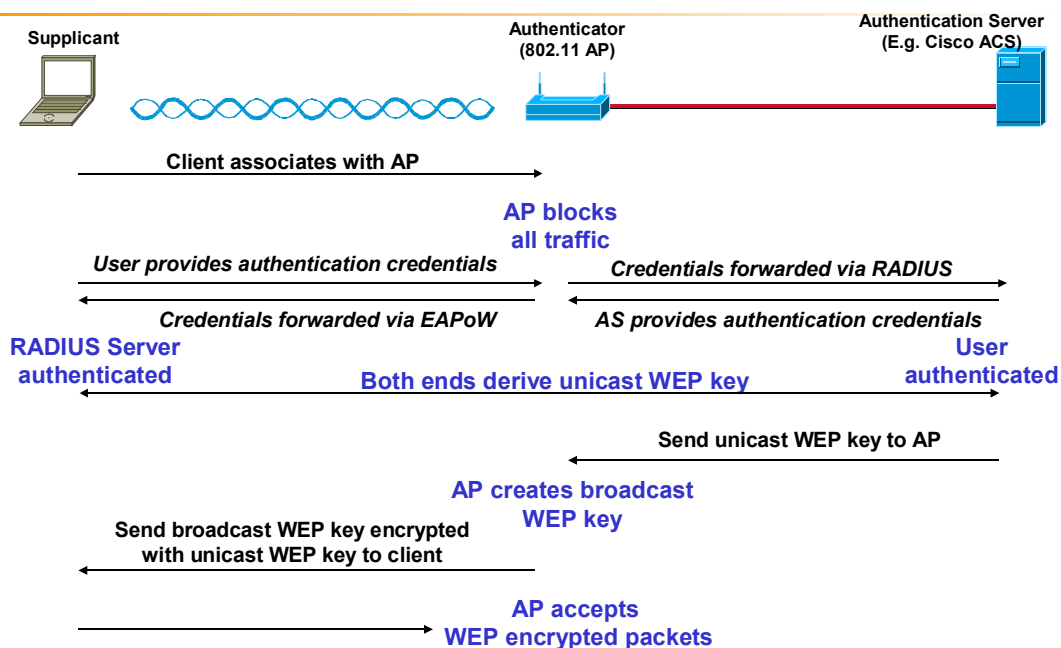 Supplicant
Authenticator
(802.11 AP)
Authentication Server
(E.g. Cisco ACS)
Client associates with AP
AP blocks
all traffic
User provides authentication credentials
Credentials forwarded via RADIUS
Credentials forwarded via EAPoW
AS provides authentication credentials
RADIUS Server
authenticated
User
authenticated
Both ends derive unicast WEP key
Send unicast WEP key to AP
AP creates broadcast
WEP key
Send broadcast WEP key encrypted
with unicast WEP key to client
AP accepts
WEP encrypted packets